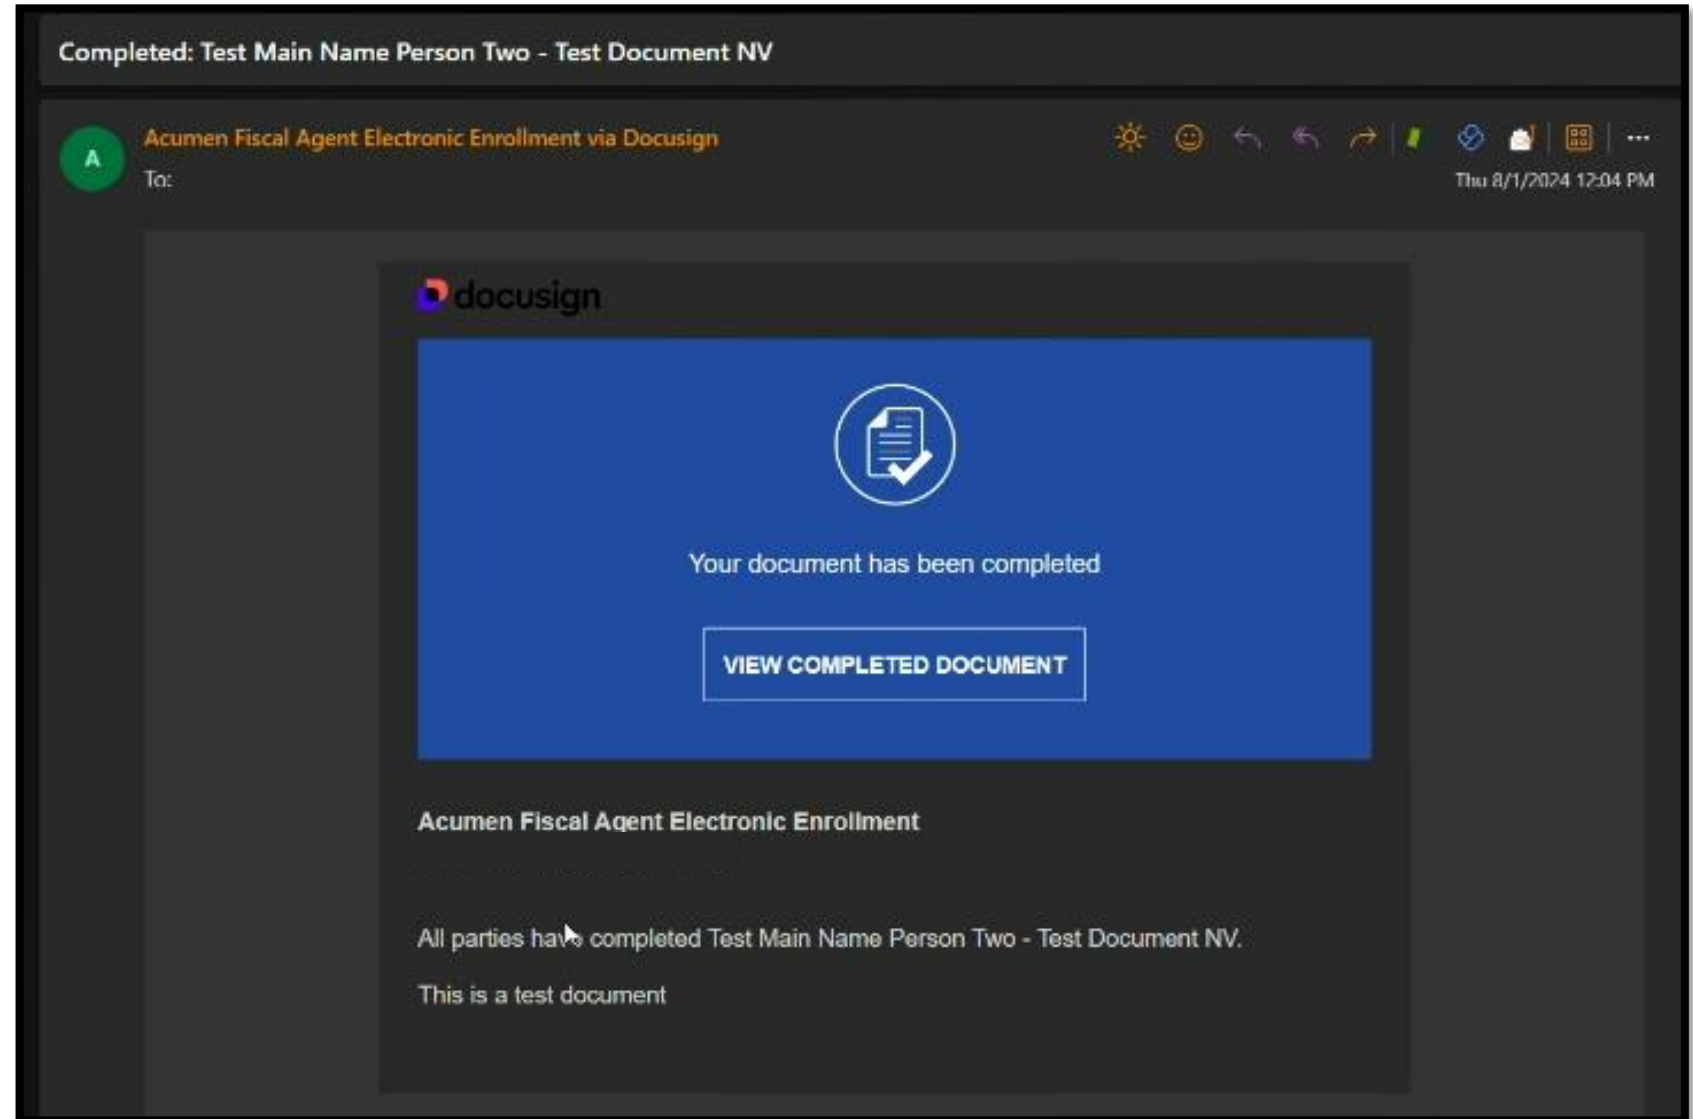 Completed: Test Main Name Person Two - Test Document NV
A
Acumen Fiscal Agent Electronic Enrollment via Docusign
To:
Thu 8/1/2024 12:04 PM
docusign
Your document has been completed
VIEW COMPLETED DOCUMENT
Acumen Fiscal Agent Electronic Enrollment
All parties have completed Test Main Name Person Two - Test Document NV.
This is a test document